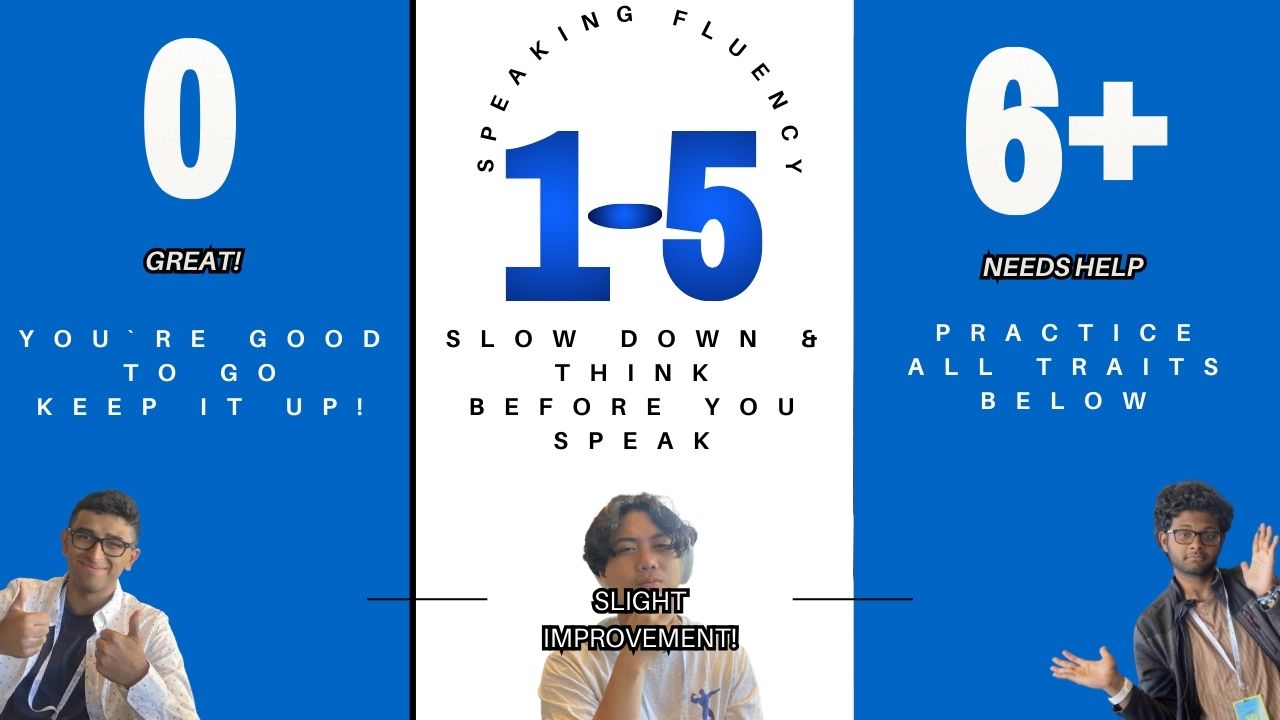 0
GREAT!
YOU`RE GOOD
TO GO
KEEP IT UP!
SPEAKING FLUENCY
1-5
SLOW DOWN &
THINK
BEFORE YOU
SPEAK
SLIGHT
IMPROVEMENT!
6+
NEEDS HELP
PRACTICE
ALL TRAITS
BELOW